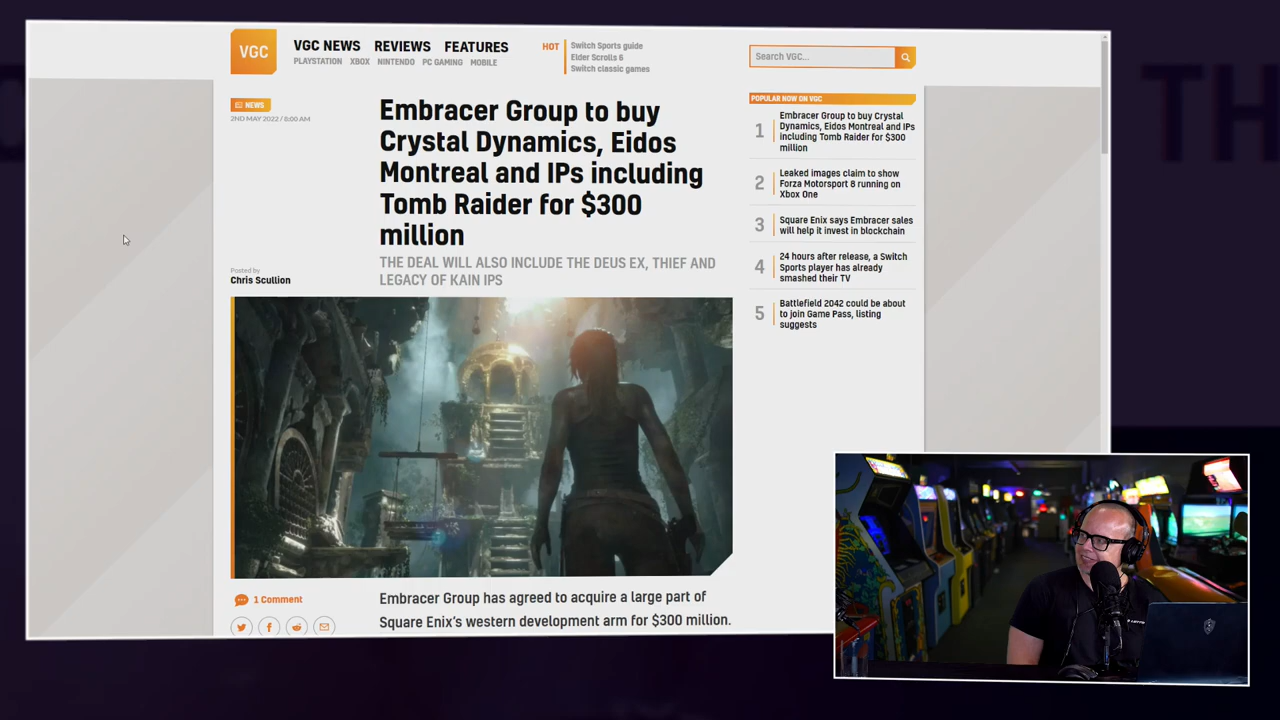 VGC
VGC NEWS REVIEWS FEATURES
PLAYSTATION XBOX NINTENDO PC GAMING MOBILE
HOT
Switch Sports guide
Elder Scrolls 6
Switch classic games
Search VGC...
NEWS
2ND MAY 2022 / 8:00 AM
Embracer Group to buy
Crystal Dynamics, Eidos
Montreal and IPs including
Tomb Raider for $300
million
THE DEAL WILL ALSO INCLUDE THE DEUS EX, THIEF AND
LEGACY OF KAIN IPS
Posted by
Chris Scullion
1 Comment
Embracer Group has agreed to acquire a large part of
Square Enix's western development arm for $300 million.
POPULAR NOW ON VGC
1
Embracer Group to buy Crystal
Dynamics, Eidos Montreal and IPs
including Tomb Raider for $300
million
2
Leaked images claim to show
Forza Motorsport 8 running on
Xbox One
3
Square Enix says Embracer sales
will help it invest in blockchain
4
24 hours after release, a Switch
Sports player has already
smashed their TV
5
Battlefield 2042 could be about
to join Game Pass, listing
suggests